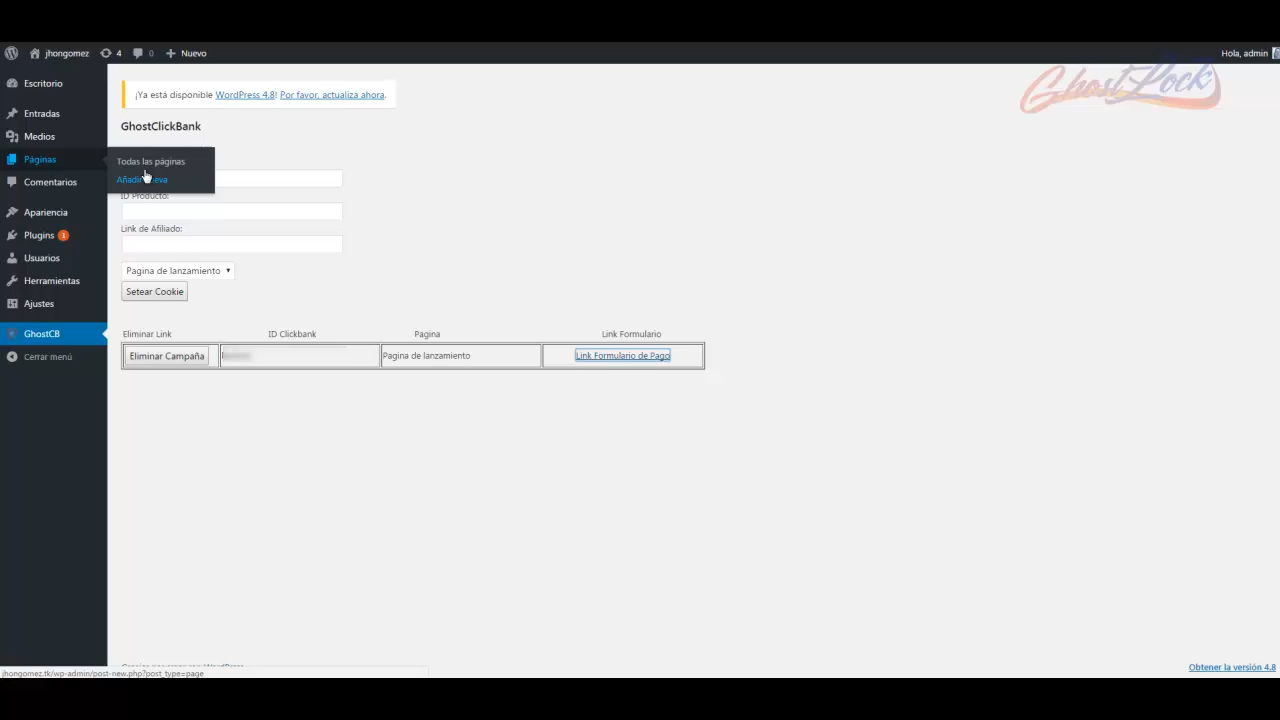 GhostLock
jhongomez 4 0 Nuevo Hola, admin
Escritorio
Entradas
Medios
Páginas
Comentarios
Apariencia
Plugins 1
Usuarios
Herramientas
Ajustes
GhostCB
Cerrar menú
Todas las páginas
¡Ya está disponible WordPress 4.8! Por favor, actualiza ahora.
GhostClickBank
ID Producto:
Link de Afiliado:
Pagina de lanzamiento
Setear Cookie
Eliminar Link ID Clickbank Pagina Link Formulario
Eliminar Campaña Pagina de lanzamiento Link Formulario de Pago
Obtener la versión 4.8
jhongomez.tk/wp-admin/post-new.php?post_type=page